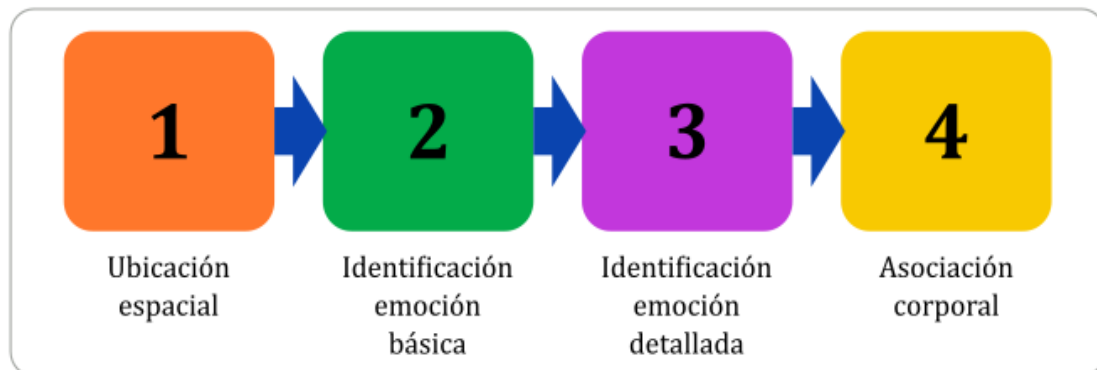 1
2
3
4
Ubicación
espacial
Identificación
emoción
básica
Identificación
emoción
detallada
Asociación
corporal